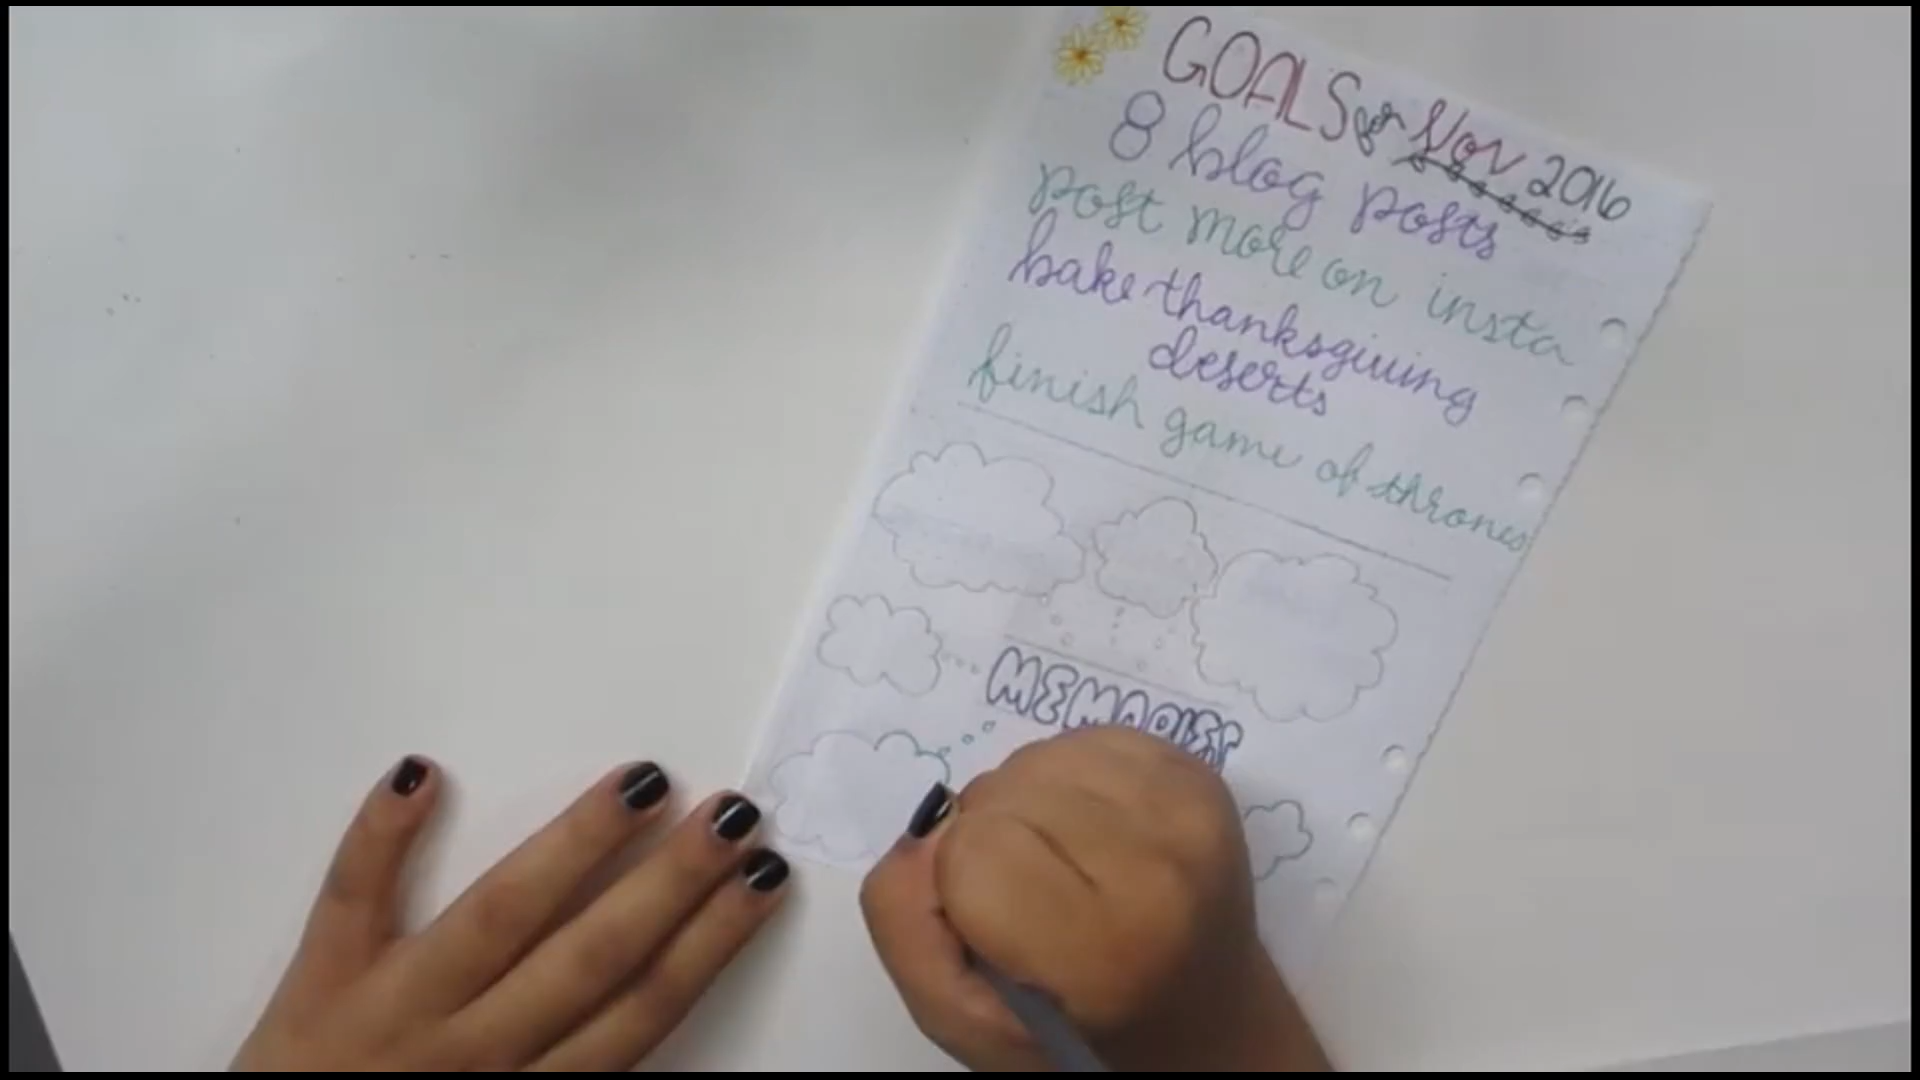 GOALS for Nov 2016
8 blog posts
post more on insta
bake thanksgiving
deserts
finish game of thrones
MEMORIES